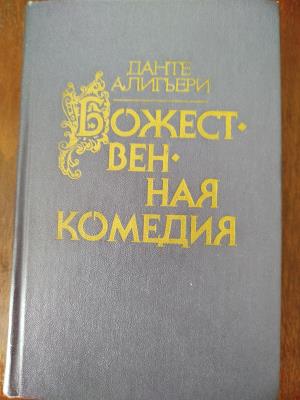 ДАНТЕ
АЛИГЬЕРИ
БОЖЕСТ·
ВЕН·
НАЯ
КОМЕДИЯ